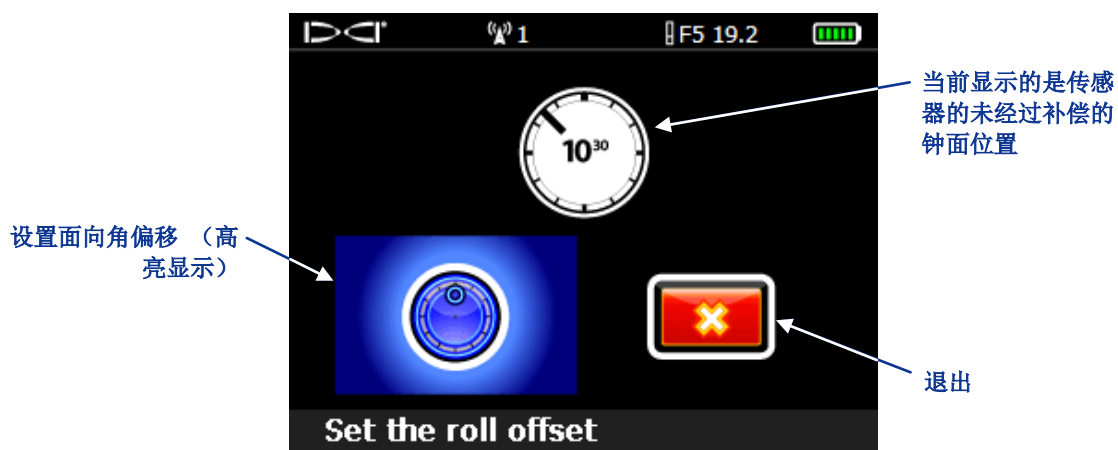 DCI
1
F5 19.2
当前显示的是传感
器的未经过补偿的
钟面位置
10³⁰
设置面向角偏移 （高
亮显示）
退出
Set the roll offset